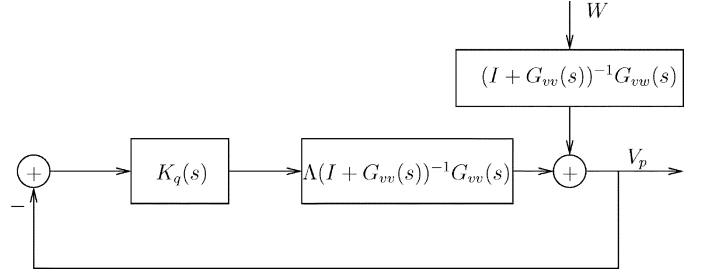 W
(I + G_{vv}(s))^{-1}G_{vw}(s)
+ K_q(s) Λ(I + G_{vv}(s))^{-1}G_{vv}(s) + V_p
−